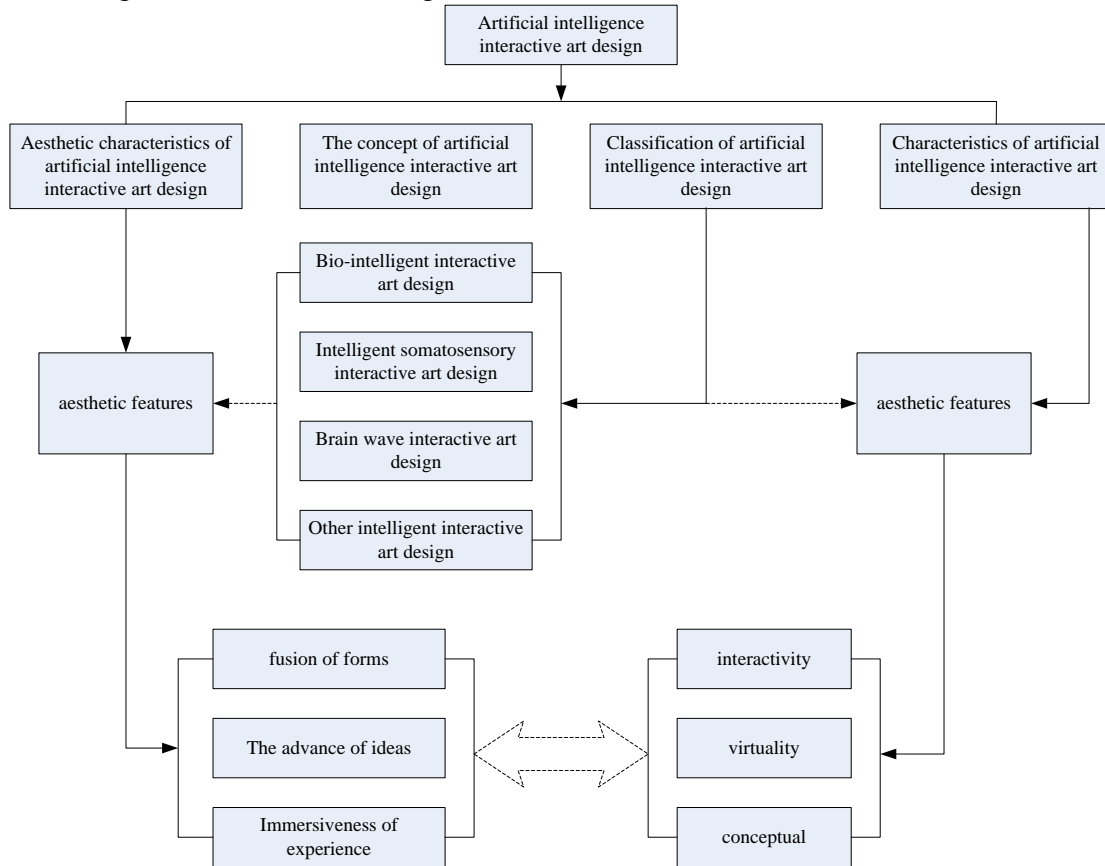 Artificial intelligence
interactive art design
Aesthetic characteristics of
artificial intelligence
interactive art design
The concept of artificial
intelligence interactive art
design
Classification of artificial
intelligence interactive art
design
Characteristics of artificial
intelligence interactive art
design
Bio-intelligent interactive
art design
Intelligent somatosensory
interactive art design
aesthetic features
aesthetic features
Brain wave interactive art
design
Other intelligent interactive
art design
fusion of forms
interactivity
The advance of ideas
virtuality
Immersiveness of
experience
conceptual